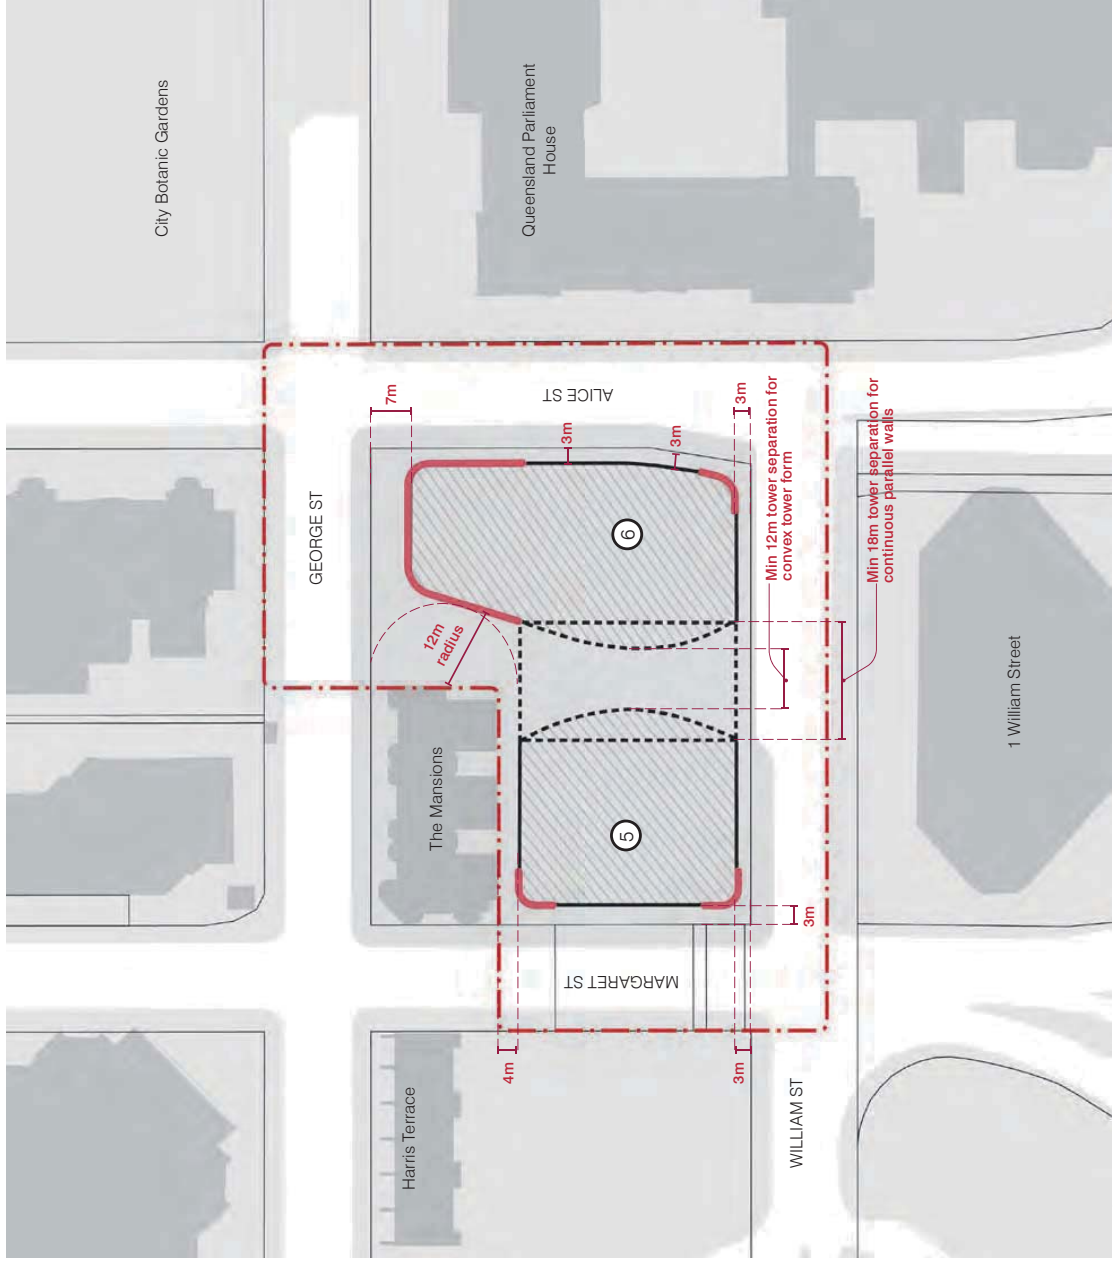 City Botanic Gardens
Queensland Parliament
House
ALICE ST
7m
3m
3m
3m
GEORGE ST
6
Min 12m tower separation for
convex tower form
Min 18m tower separation for
continuous parallel walls
12m
radius
The Mansions
5
1 William Street
3m
MARGARET ST
4m
3m
Harris Terrace
WILLIAM ST